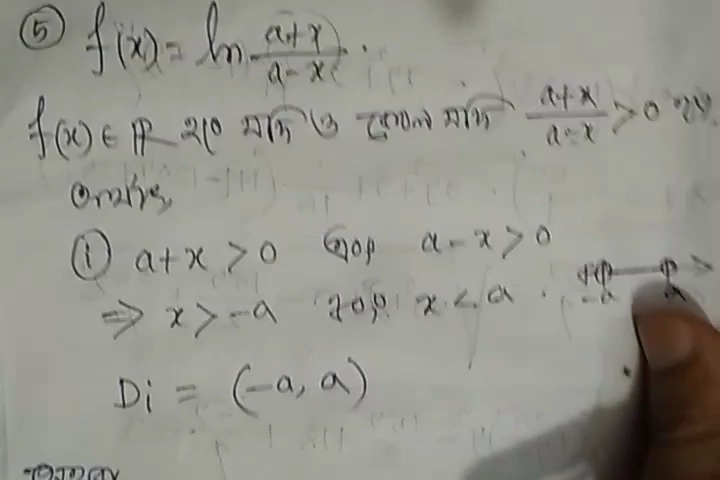 ⑤ f(x) = ln (a+x)/(a-x) .
f(x) ∈ ℝ হবে যদি ও কেবল যদি (a+x)/(a-x) > 0 হয়
অর্থাৎ,
ⓘ a+x > 0 এবং a-x > 0
⇒ x > -a এবং x < a . -a a
Di = (-a, a)